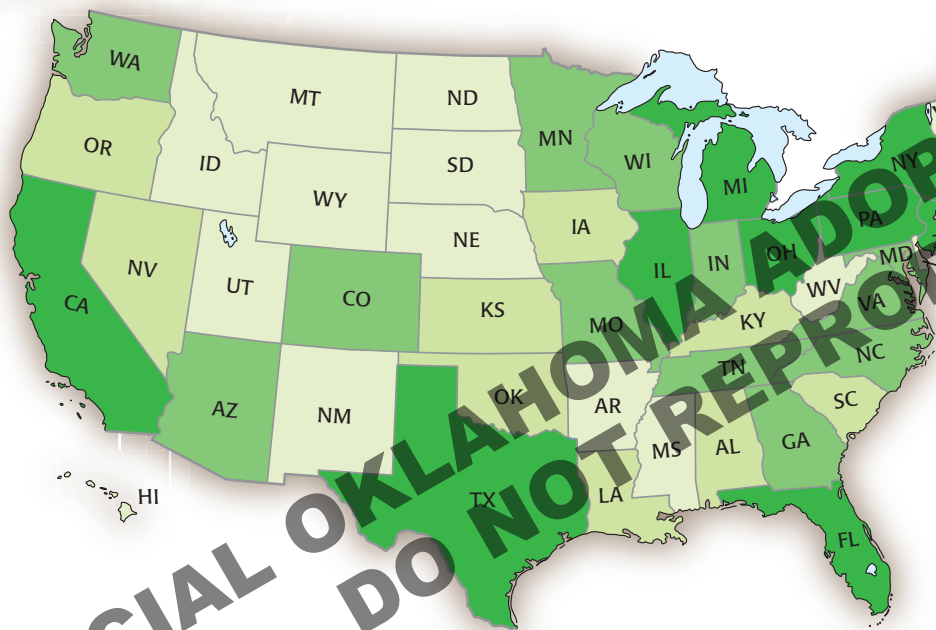 WA
MT
ND
MN
OR
ID
SD
WI
WY
MI
NY
NE
IA
PA
NV
UT
CO
IL
IN
OH
MD
WV
VA
CA
KS
MO
KY
NC
TN
AZ
NM
OK
AR
SC
MS
AL
GA
HI
TX
LA
FL
CIAL OKLAHOMA ADOP
DO NOT REPRO